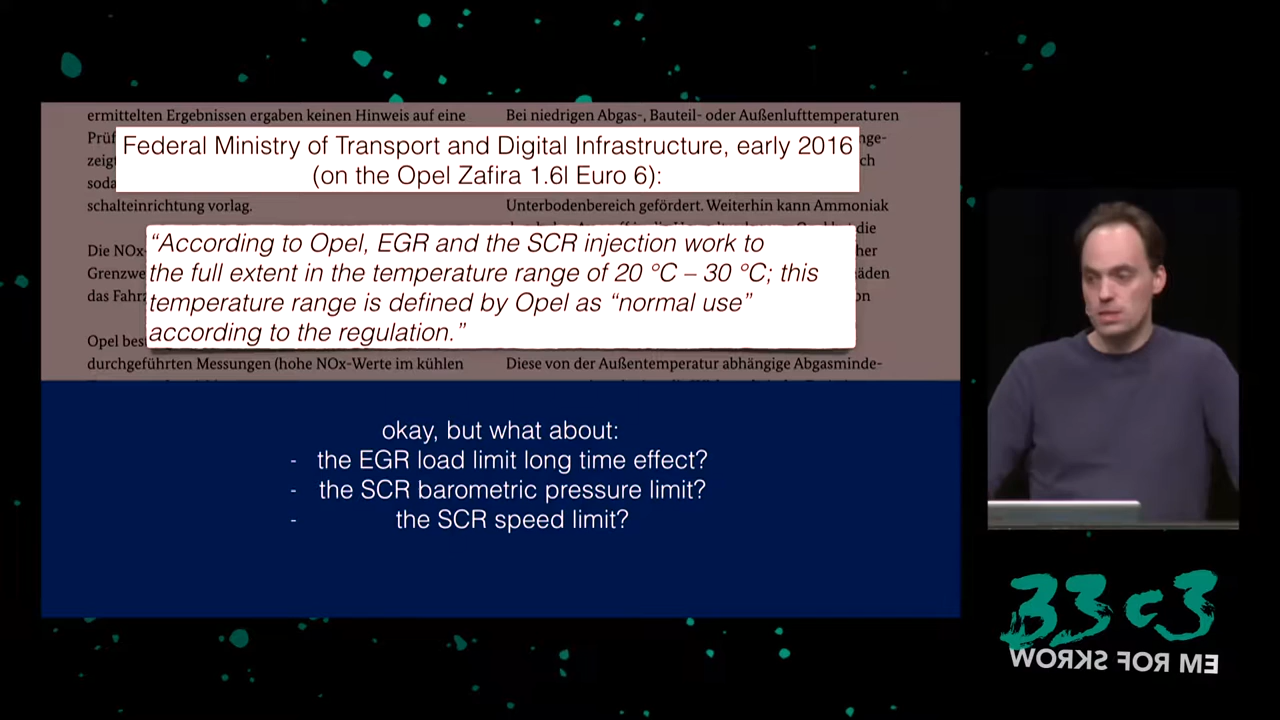 ermittelten Ergebnissen ergaben keinen Hinweis auf eine
Bei niedrigen Abgas-, Bauteil- oder Außenlufttemperaturen
Federal Ministry of Transport and Digital Infrastructure, early 2016
(on the Opel Zafira 1.6l Euro 6):
schalteinrichtung vorlag.
Unterbodenbereich gefördert. Weiterhin kann Ammoniak
“According to Opel, EGR and the SCR injection work to
the full extent in the temperature range of 20 °C – 30 °C; this
temperature range is defined by Opel as “normal use”
according to the regulation.”
Die NOx-
das
Opel
durchgeführten Messungen (hohe NOx-Werte im kühlen
Diese von der Außentemperatur abhängige Abgasminde-
okay, but what about:
- the EGR load limit long time effect?
- the SCR barometric pressure limit?
- the SCR speed limit?
33c3
WORKS FOR ME